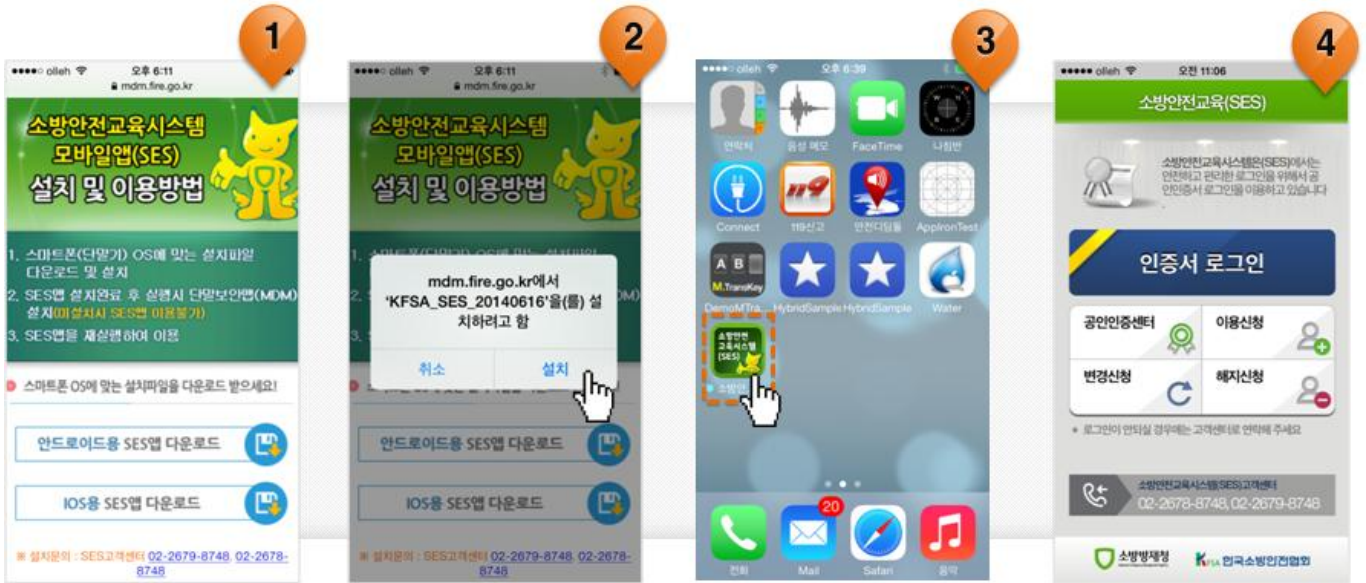 1
●●●●○ olleh 오후 6:11
mdm.fire.go.kr
소방안전교육시스템
모바일앱(SES)
설치 및 이용방법
1. 스마트폰(단말기) OS에 맞는 설치파일
다운로드 및 설치
2. SES앱 설치완료 후 실행시 단말보안앱(MDM)
설치(미설치시 SES앱 이용불가)
3. SES앱을 재실행하여 이용
스마트폰 OS에 맞는 설치파일을 다운로드 받으세요!
안드로이드용 SES앱 다운로드
IOS용 SES앱 다운로드
※ 설치문의 : SES고객센터 02-2679-8748, 02-2678-
8748
2
●●●●○ olleh 오후 6:11
mdm.fire.go.kr
소방안전교육시스템
모바일앱(SES)
설치 및 이용방법
mdm.fire.go.kr에서
'KFSA_SES_20140616'을(를) 설
치하려고 함
취소 설치
안드로이드용 SES앱 다운로드
IOS용 SES앱 다운로드
※ 설치문의 : SES고객센터 02-2679-8748, 02-2678-
8748
3
●●●●○ olleh 오후 6:39
연락처 음성 메모 FaceTime 나침반
Connect 119신고 안전디딤돌 AppIronTest
A B
M.TransKey
DemoMTra... HybridSample HybridSample Water
소방안전
교육시스템
(SES)
소방안
20
전화 Mail Safari 음악
4
●●●●● olleh 오전 11:06
소방안전교육(SES)
소방안전교육시스템은(SES)에서는
안전하고 편리한 로그인을 위해서 공
인인증서 로그인을 이용하고 있습니다
.
인증서 로그인
공인인증센터 이용신청
변경신청 해지신청
* 로그인이 안되실 경우에는 고객센터로 연락해 주세요
소방안전교육시스템(SES)고객센터
02-2678-8748, 02-2679-8748
소방방재청 KFSA 한국소방안전협회